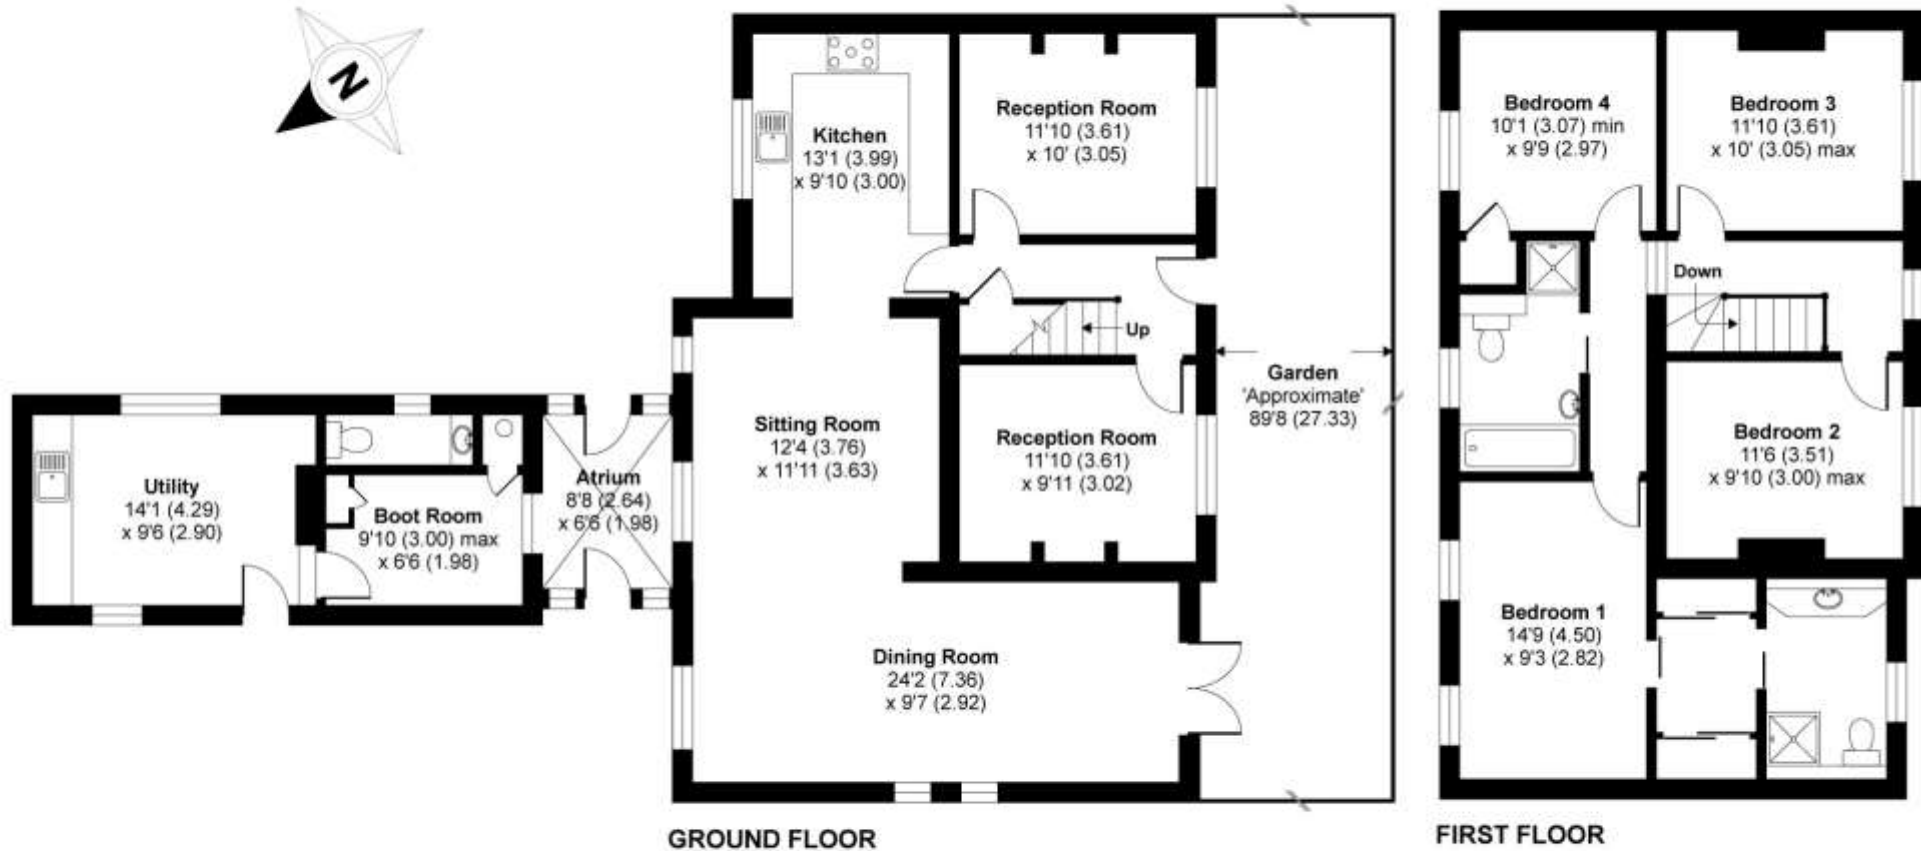 N
Kitchen
13'1 (3.99)
x 9'10 (3.00)
Reception Room
11'10 (3.61)
x 10' (3.05)
Up
Sitting Room
12'4 (3.76)
x 11'11 (3.63)
Reception Room
11'10 (3.61)
x 9'11 (3.02)
Garden
'Approximate'
89'8 (27.33)
Utility
14'1 (4.29)
x 9'6 (2.90)
Boot Room
9'10 (3.00) max
x 6'6 (1.98)
Atrium
8'8 (2.64)
x 6'6 (1.98)
Dining Room
24'2 (7.36)
x 9'7 (2.92)
GROUND FLOOR
Bedroom 4
10'1 (3.07) min
x 9'9 (2.97)
Bedroom 3
11'10 (3.61)
x 10' (3.05) max
Down
Bedroom 2
11'6 (3.51)
x 9'10 (3.00) max
Bedroom 1
14'9 (4.50)
x 9'3 (2.82)
FIRST FLOOR